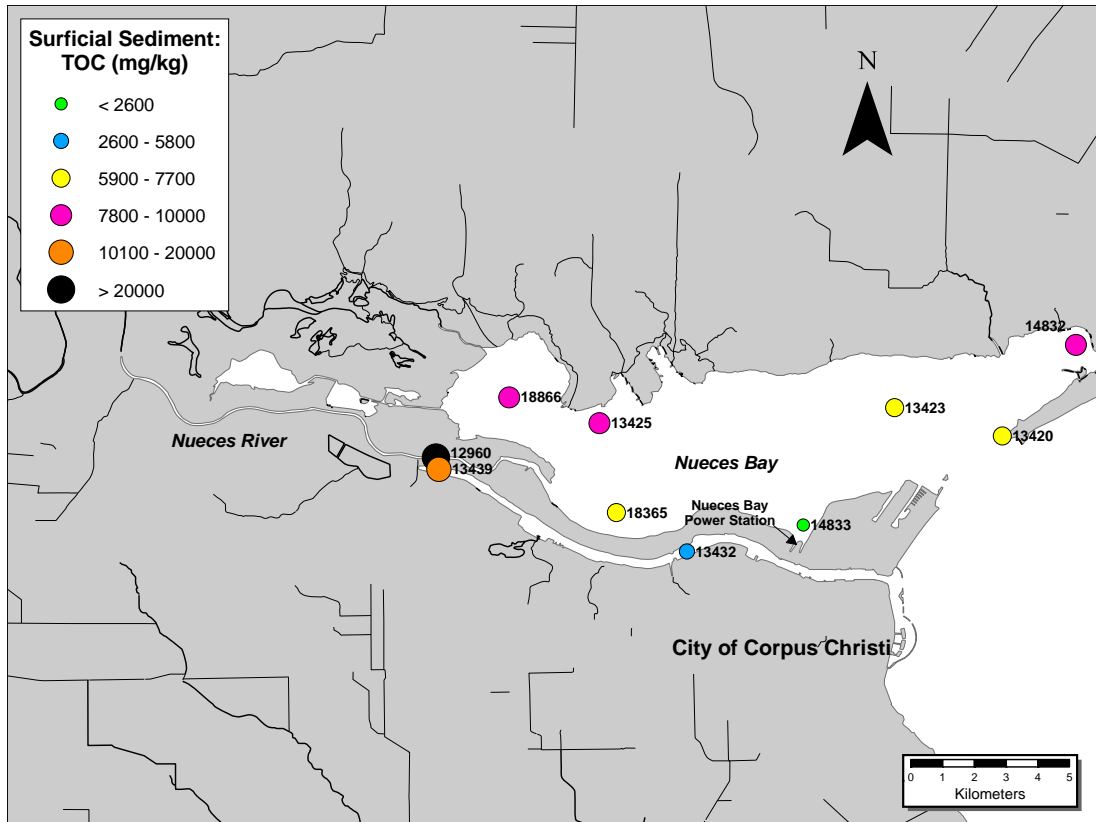 Surficial Sediment:
TOC (mg/kg)
< 2600
2600 - 5800
5900 - 7700
7800 - 10000
10100 - 20000
> 20000
N
14832
18866
13423
13425
13420
Nueces River
12960
13439
Nueces Bay
18365
Nueces Bay
Power Station
14833
13432
City of Corpus Christi
0 1 2 3 4 5
Kilometers